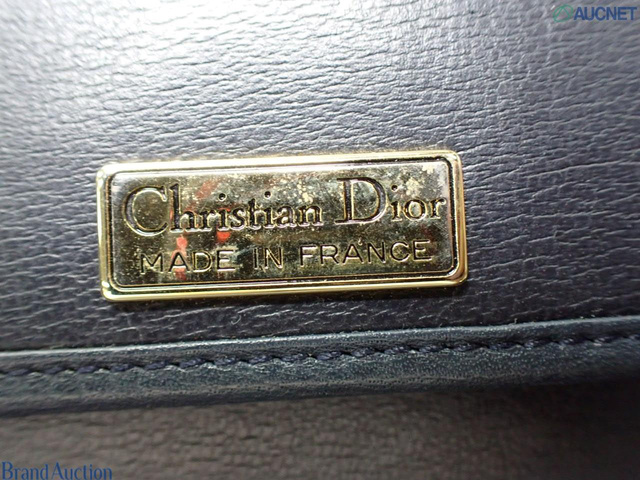 AUCNET
Christian Dior
MADE IN FRANCE
Brand Auction